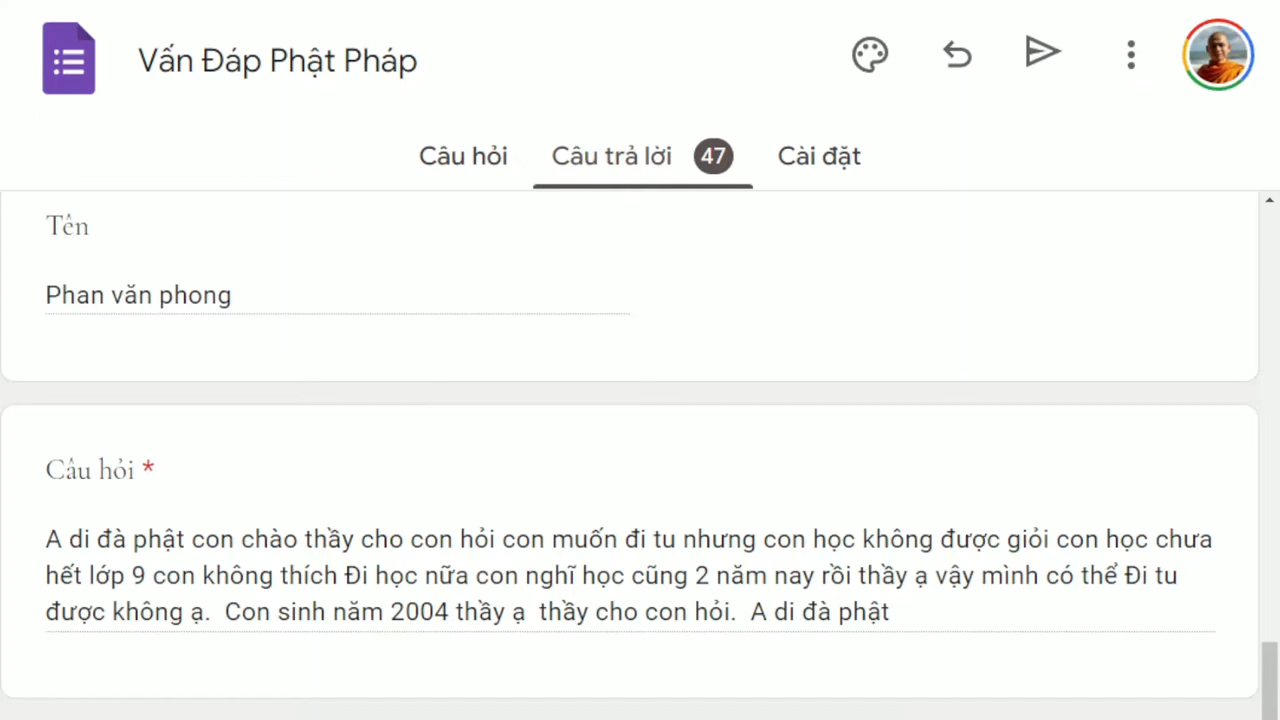 Vấn Đáp Phật Pháp
Câu hỏi
Câu trả lời 47
Cài đặt
Tên
Phan văn phong
Câu hỏi *
A di đà phật con chào thầy cho con hỏi con muốn đi tu nhưng con học không được giỏi con học chưa
hết lớp 9 con không thích Đi học nữa con nghĩ học cũng 2 năm nay rồi thầy ạ vậy mình có thể Đi tu
được không ạ.  Con sinh năm 2004 thầy ạ  thầy cho con hỏi.  A di đà phật